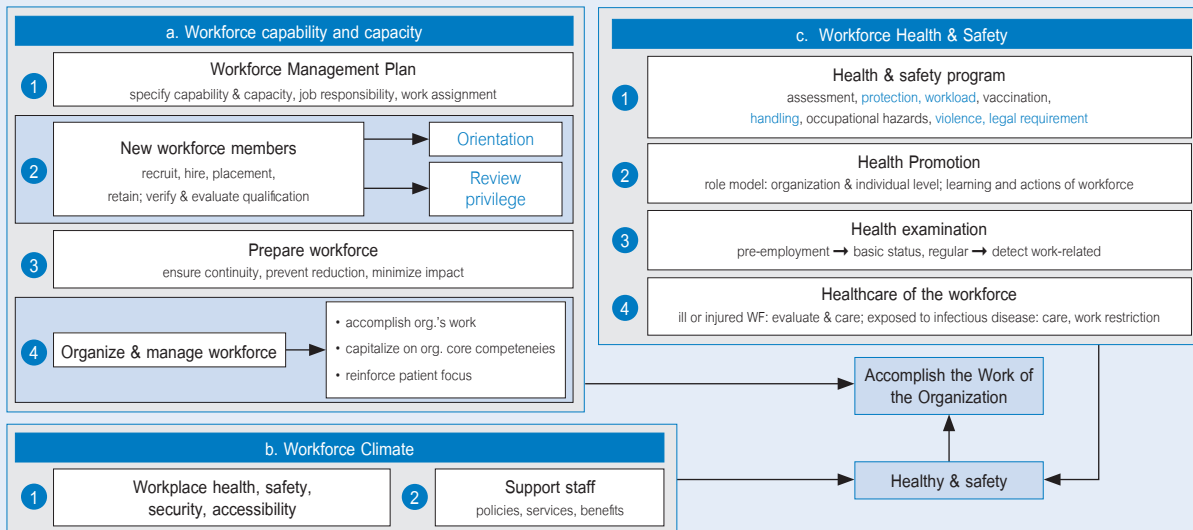 a. Workforce capability and capacity
1
Workforce Management Plan
specify capability & capacity, job responsibility, work assignment
2
New workforce members
recruit, hire, placement,
retain; verify & evaluate qualification
Orientation
Review
privilege
3
Prepare workforce
ensure continuity, prevent reduction, minimize impact
4
Organize & manage workforce
• accomplish org.'s work
• capitalize on org. core competeneies
• reinforce patient focus
b. Workforce Climate
1
Workplace health, safety,
security, accessibility
2
Support staff
policies, services, benefits
c. Workforce Health & Safety
1
Health & safety program
assessment, protection, workload, vaccination,
handling, occupational hazards, violence, legal requirement
2
Health Promotion
role model: organization & individual level; learning and actions of workforce
3
Health examination
pre-employment → basic status, regular → detect work-related
4
Healthcare of the workforce
ill or injured WF: evaluate & care; exposed to infectious disease: care, work restriction
Accomplish the Work of
the Organization
Healthy & safety